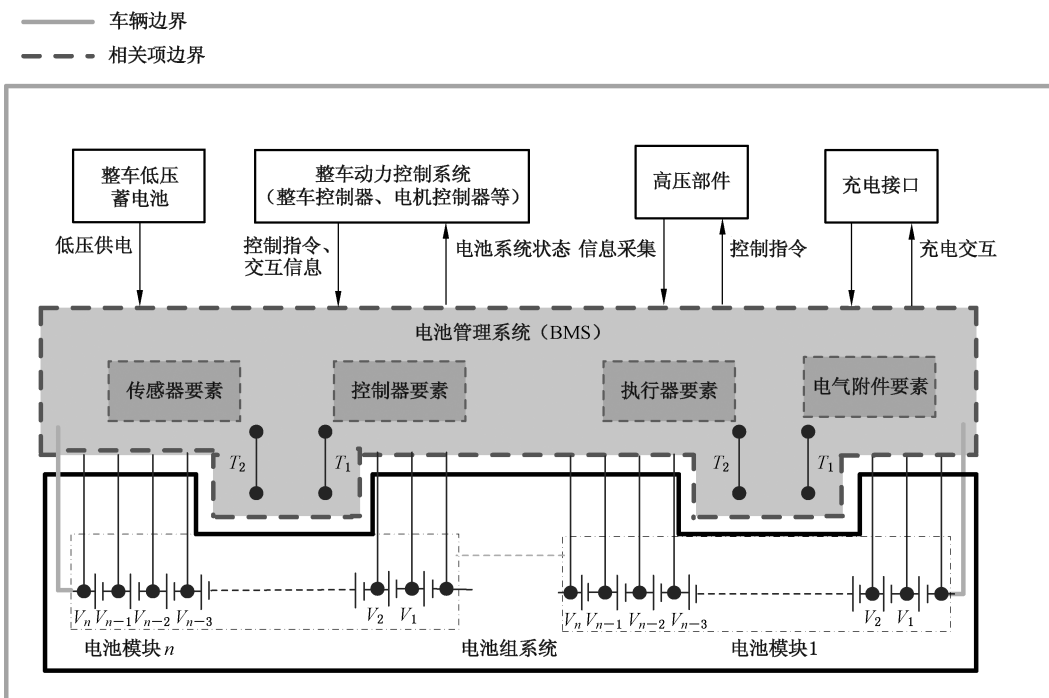 车辆边界
相关项边界
整车低压
蓄电池
整车动力控制系统
（整车控制器、电机控制器等）
高压部件
充电接口
低压供电
控制指令、
交互信息
电池系统状态
信息采集
控制指令
充电交互
电池管理系统（BMS）
传感器要素
控制器要素
执行器要素
电气附件要素
T₂
T₁
T₂
T₁
Vₙ
Vₙ₋₁
Vₙ₋₂
Vₙ₋₃
V₂
V₁
Vₙ
Vₙ₋₁
Vₙ₋₂
Vₙ₋₃
V₂
V₁
电池模块n
电池组系统
电池模块1